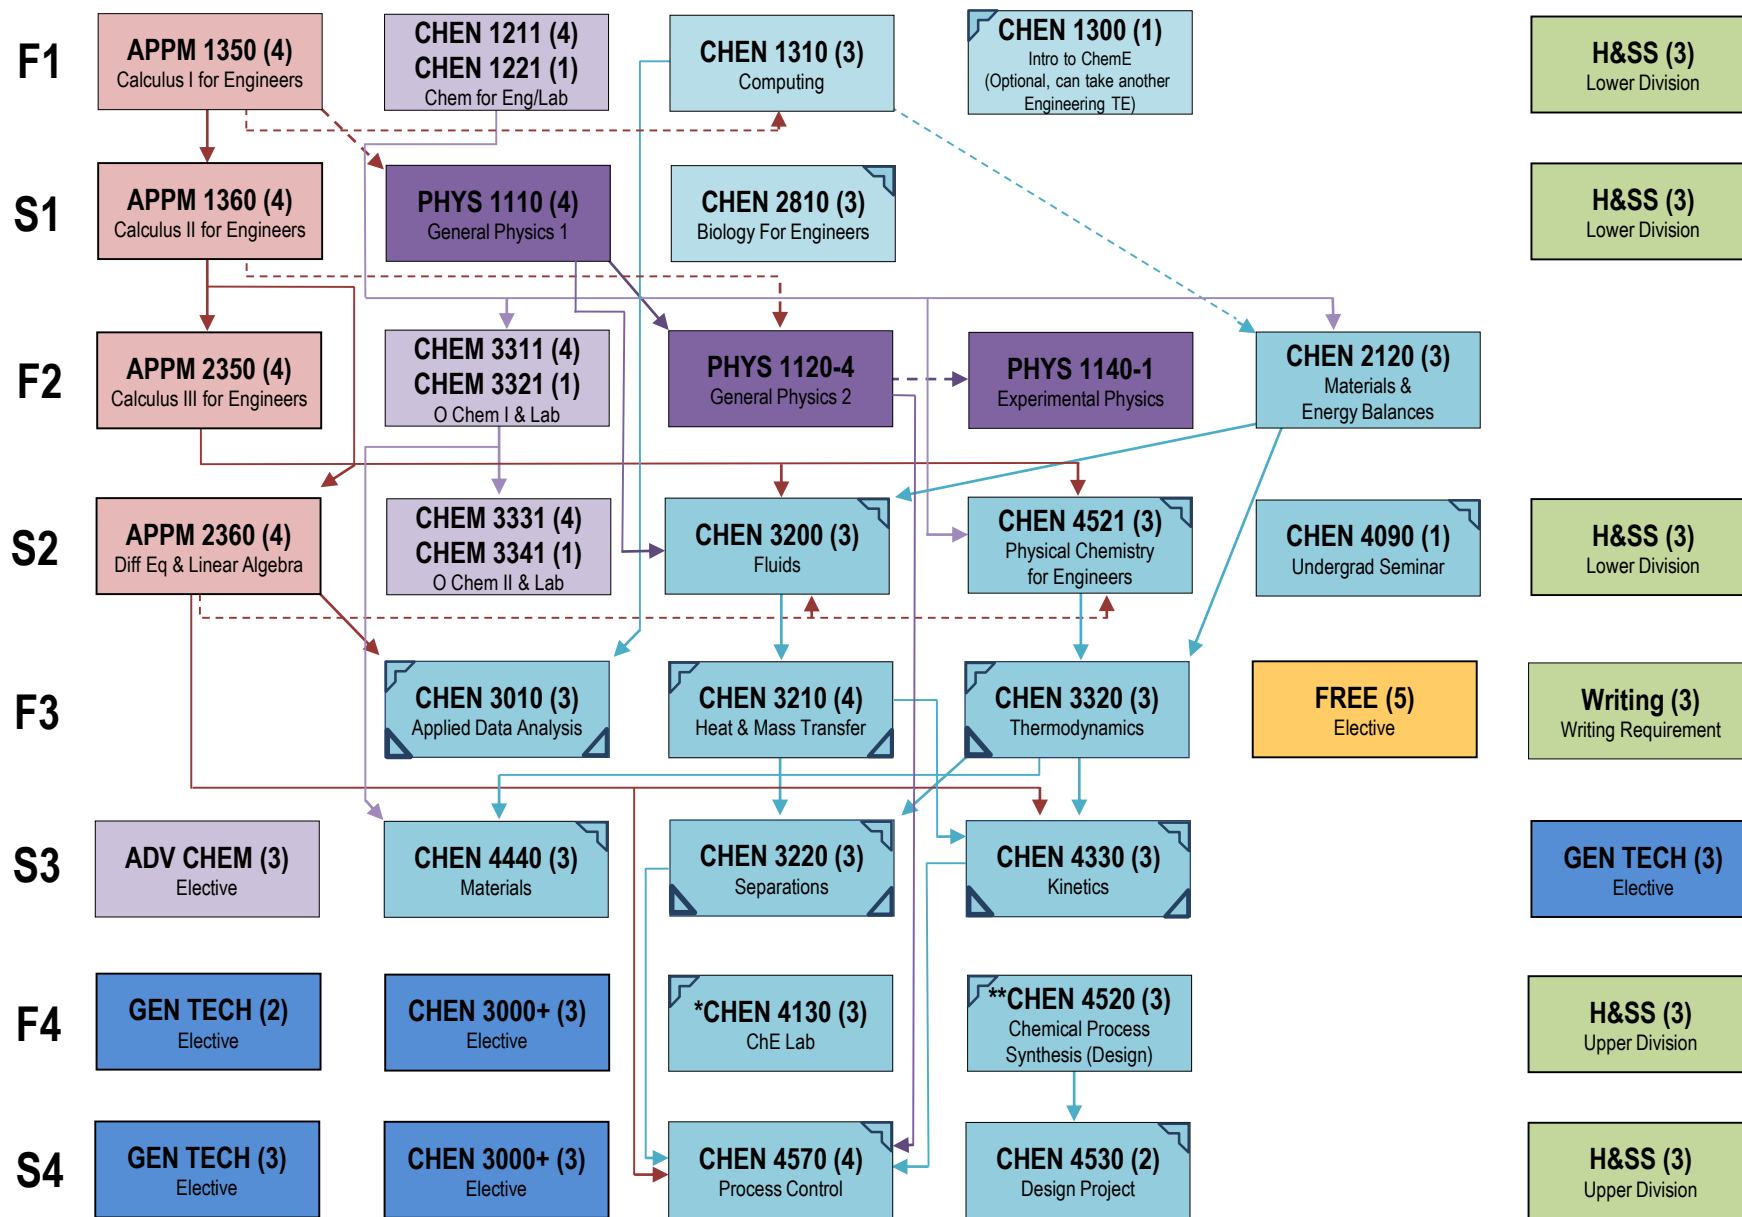 F1
APPM 1350 (4)
Calculus I for Engineers
CHEN 1211 (4)
CHEN 1221 (1)
Chem for Eng/Lab
CHEN 1310 (3)
Computing
CHEN 1300 (1)
Intro to ChemE
(Optional, can take another
Engineering TE)
H&SS (3)
Lower Division
S1
APPM 1360 (4)
Calculus II for Engineers
PHYS 1110 (4)
General Physics 1
CHEN 2810 (3)
Biology For Engineers
H&SS (3)
Lower Division
F2
APPM 2350 (4)
Calculus III for Engineers
CHEM 3311 (4)
CHEM 3321 (1)
O Chem I & Lab
PHYS 1120-4
General Physics 2
PHYS 1140-1
Experimental Physics
CHEN 2120 (3)
Materials &
Energy Balances
S2
APPM 2360 (4)
Diff Eq & Linear Algebra
CHEM 3331 (4)
CHEM 3341 (1)
O Chem II & Lab
CHEN 3200 (3)
Fluids
CHEN 4521 (3)
Physical Chemistry
for Engineers
CHEN 4090 (1)
Undergrad Seminar
H&SS (3)
Lower Division
F3
CHEN 3010 (3)
Applied Data Analysis
CHEN 3210 (4)
Heat & Mass Transfer
CHEN 3320 (3)
Thermodynamics
FREE (5)
Elective
Writing (3)
Writing Requirement
S3
ADV CHEM (3)
Elective
CHEN 4440 (3)
Materials
CHEN 3220 (3)
Separations
CHEN 4330 (3)
Kinetics
GEN TECH (3)
Elective
F4
GEN TECH (2)
Elective
CHEN 3000+ (3)
Elective
*CHEN 4130 (3)
ChE Lab
**CHEN 4520 (3)
Chemical Process
Synthesis (Design)
H&SS (3)
Upper Division
S4
GEN TECH (3)
Elective
CHEN 3000+ (3)
Elective
CHEN 4570 (4)
Process Control
CHEN 4530 (2)
Design Project
H&SS (3)
Upper Division